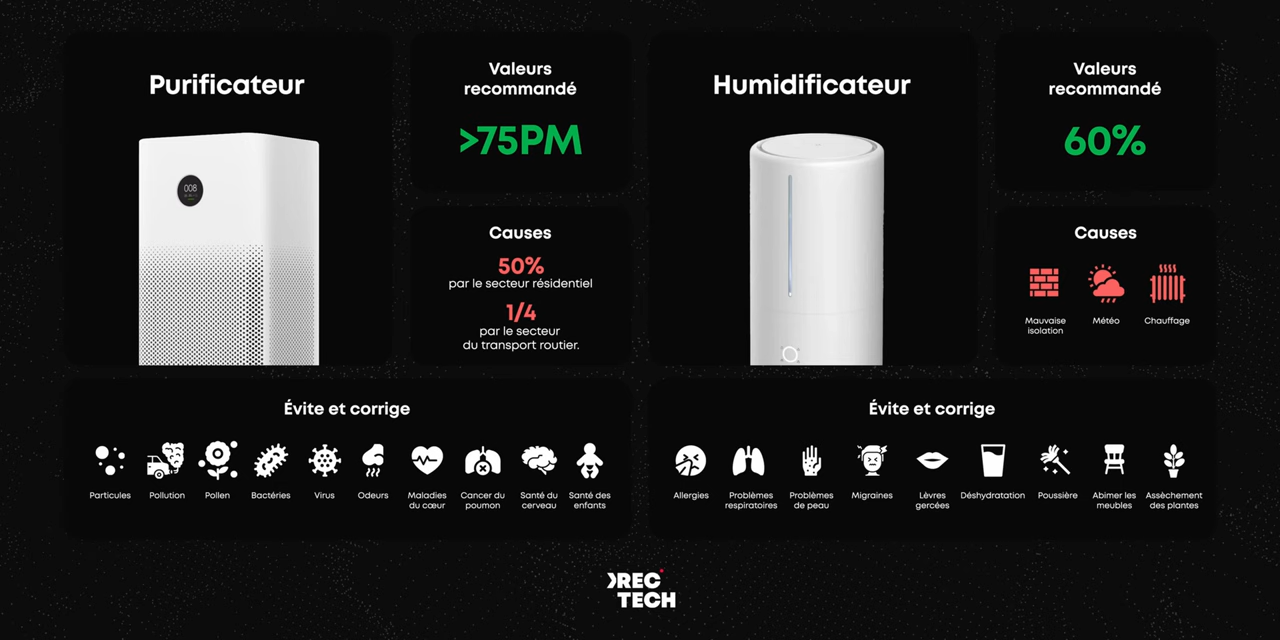 Purificateur
008
Valeurs
recommandé
>75PM
Causes
50%
par le secteur résidentiel
1/4
par le secteur
du transport routier.
Évite et corrige
Particules
Pollution
Pollen
Bactéries
Virus
Odeurs
Maladies
du cœur
Cancer du
poumon
Santé du
cerveau
Santé des
enfants
Humidificateur
Valeurs
recommandé
60%
Causes
Mauvaise
isolation
Météo
Chauffage
Évite et corrige
Allergies
Problèmes
respiratoires
Problèmes
de peau
Migraines
Lèvres
gercées
Déshydratation
Poussière
Abimer les
meubles
Assèchement
des plantes
REC
TECH